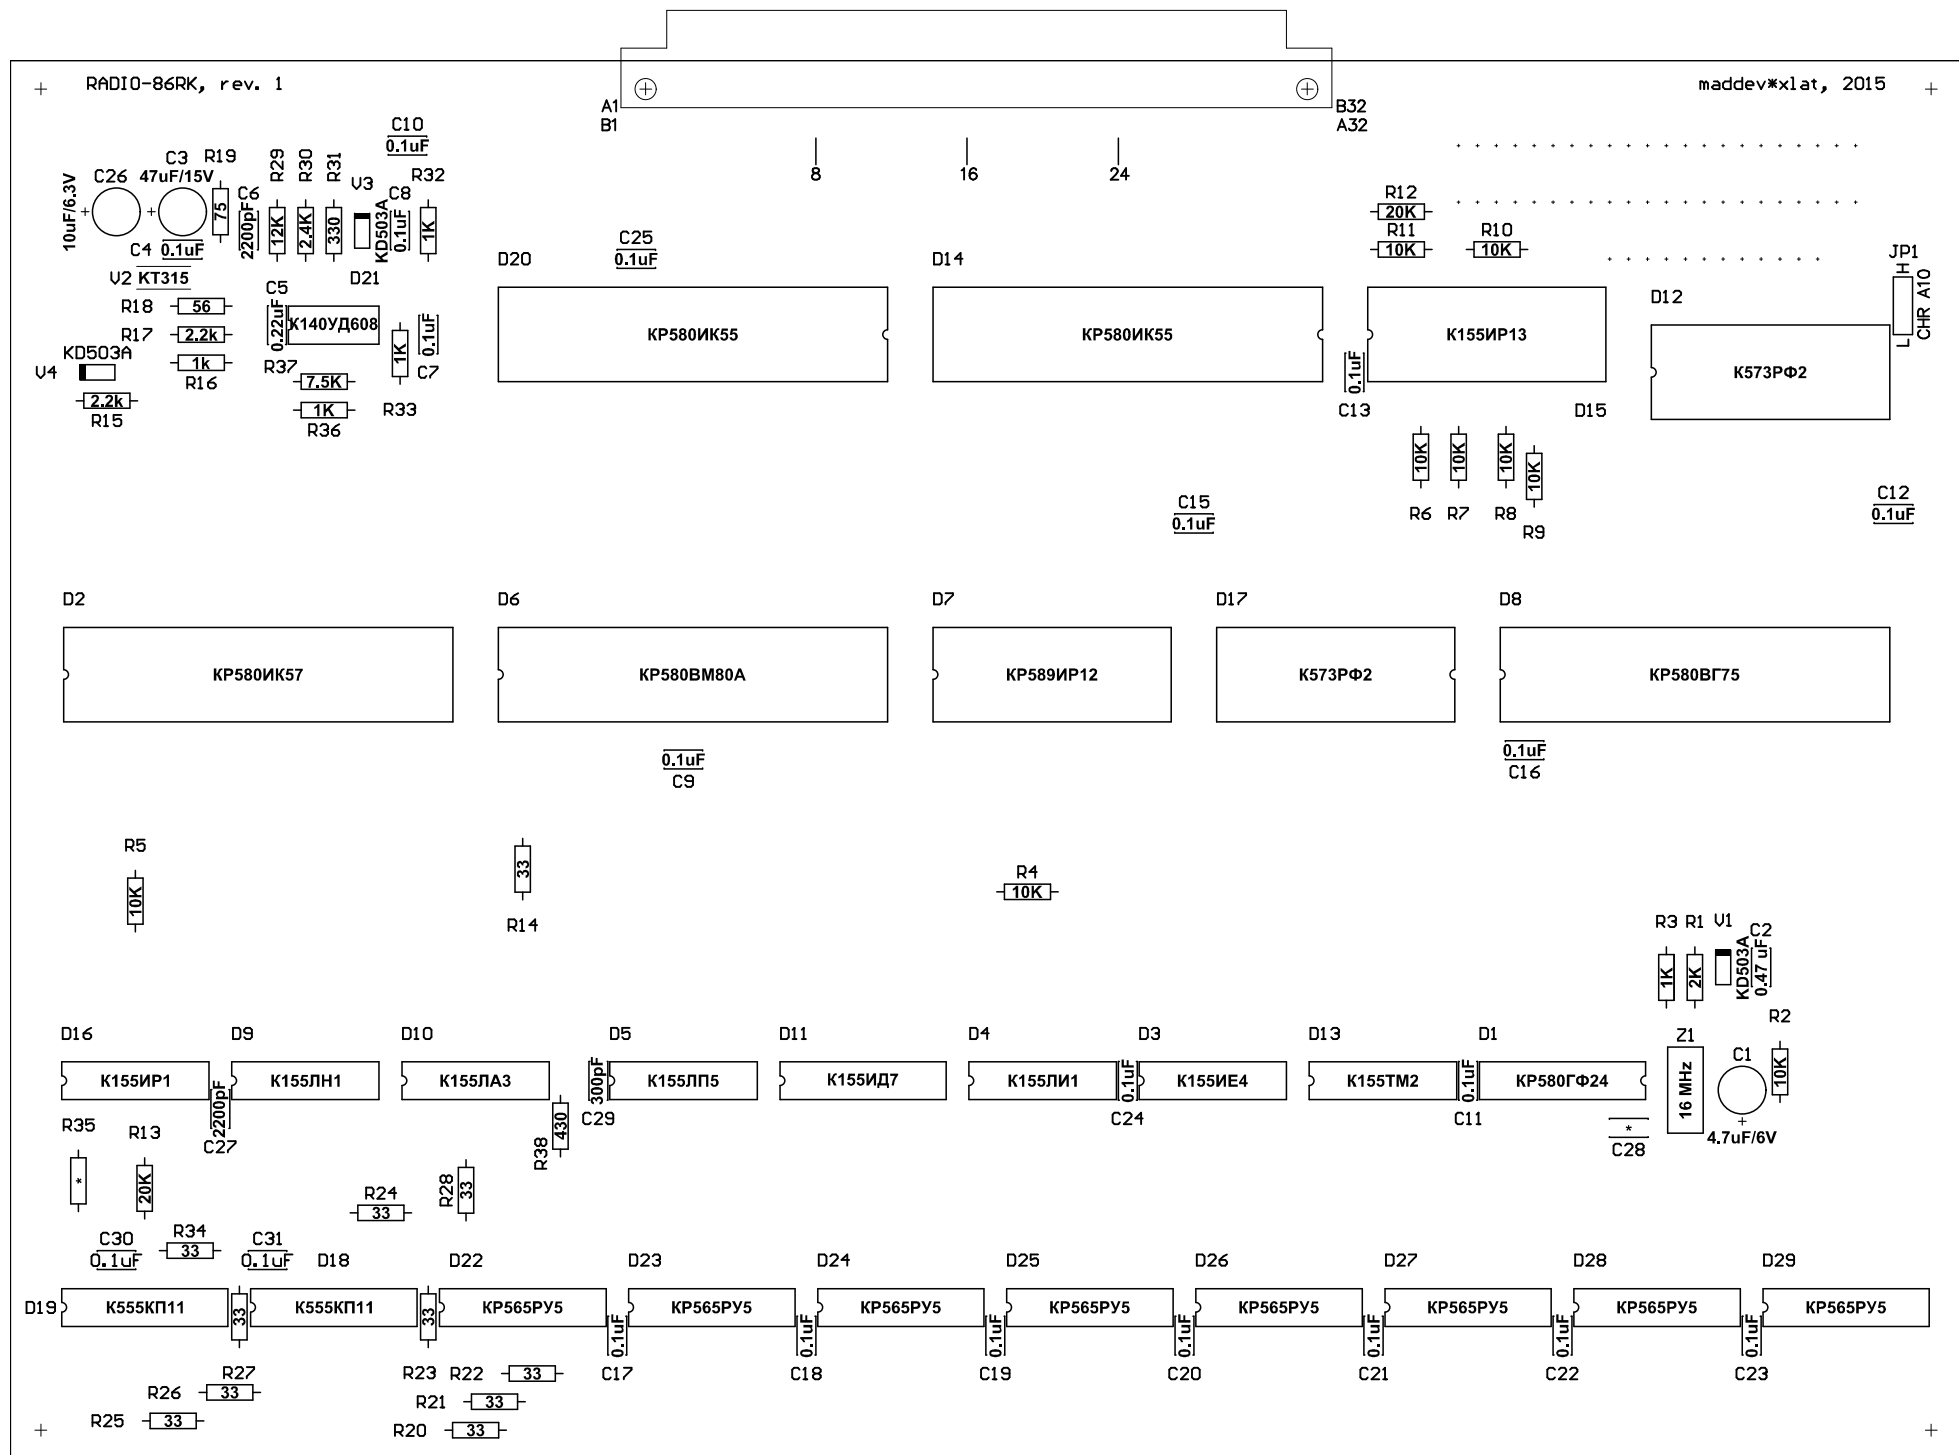 RADIO-86RK, rev. 1
maddev*xlat, 2015
A1
B1
B32
A32
8
16
24
C10
0.1uF
C26
10uF/6.3V
C3
47uF/15V
R19
75
C6
2200pF
R29
12K
R30
2.4K
R31
330
V3
KD503A
C8
0.1uF
R32
1K
C4
0.1uF
V2
КТ315
D21
К140УД608
C5
0.22uF
R18
56
R17
2.2k
1k
R16
V4
KD503A
2.2k
R15
R37
7.5K
1K
R36
1K
R33
0.1uF
C7
D20
КР580ИК55
C25
0.1uF
D14
КР580ИК55
R12
20K
R11
10K
R10
10K
К155ИР13
D15
0.1uF
C13
D12
К573РФ2
JP1
H
L
CHR A10
10K
R6
10K
R7
10K
R8
10K
R9
C15
0.1uF
C12
0.1uF
D2
КР580ИК57
D6
КР580ВМ80А
D7
КР589ИР12
D17
К573РФ2
D8
КР580ВГ75
0.1uF
C9
0.1uF
C16
R5
10K
33
R14
R4
10K
R3
1K
R1
2K
V1
KD503A
C2
0.47 uF
D16
К155ИР1
D9
К155ЛН1
D10
К155ЛА3
D5
К155ЛП5
D11
К155ИД7
D4
К155ЛИ1
D3
К155ИЕ4
D13
К155ТМ2
D1
КР580ГФ24
Z1
16 MHz
C1
4.7uF/6V
R2
10K
2200pF
C27
300pF
C29
R38
430
0.1uF
C24
0.1uF
C11
*
C28
R35
*
R13
20K
R34
33
R24
33
R28
33
C30
0.1uF
C31
0.1uF
D19
К555КП11
D18
К555КП11
D22
КР565РУ5
D23
КР565РУ5
D24
КР565РУ5
D25
КР565РУ5
D26
КР565РУ5
D27
КР565РУ5
D28
КР565РУ5
D29
КР565РУ5
33
R27
33
R23
0.1uF
C17
0.1uF
C18
0.1uF
C19
0.1uF
C20
0.1uF
C21
0.1uF
C22
0.1uF
C23
R22
33
R26
33
R21
33
R25
33
R20
33